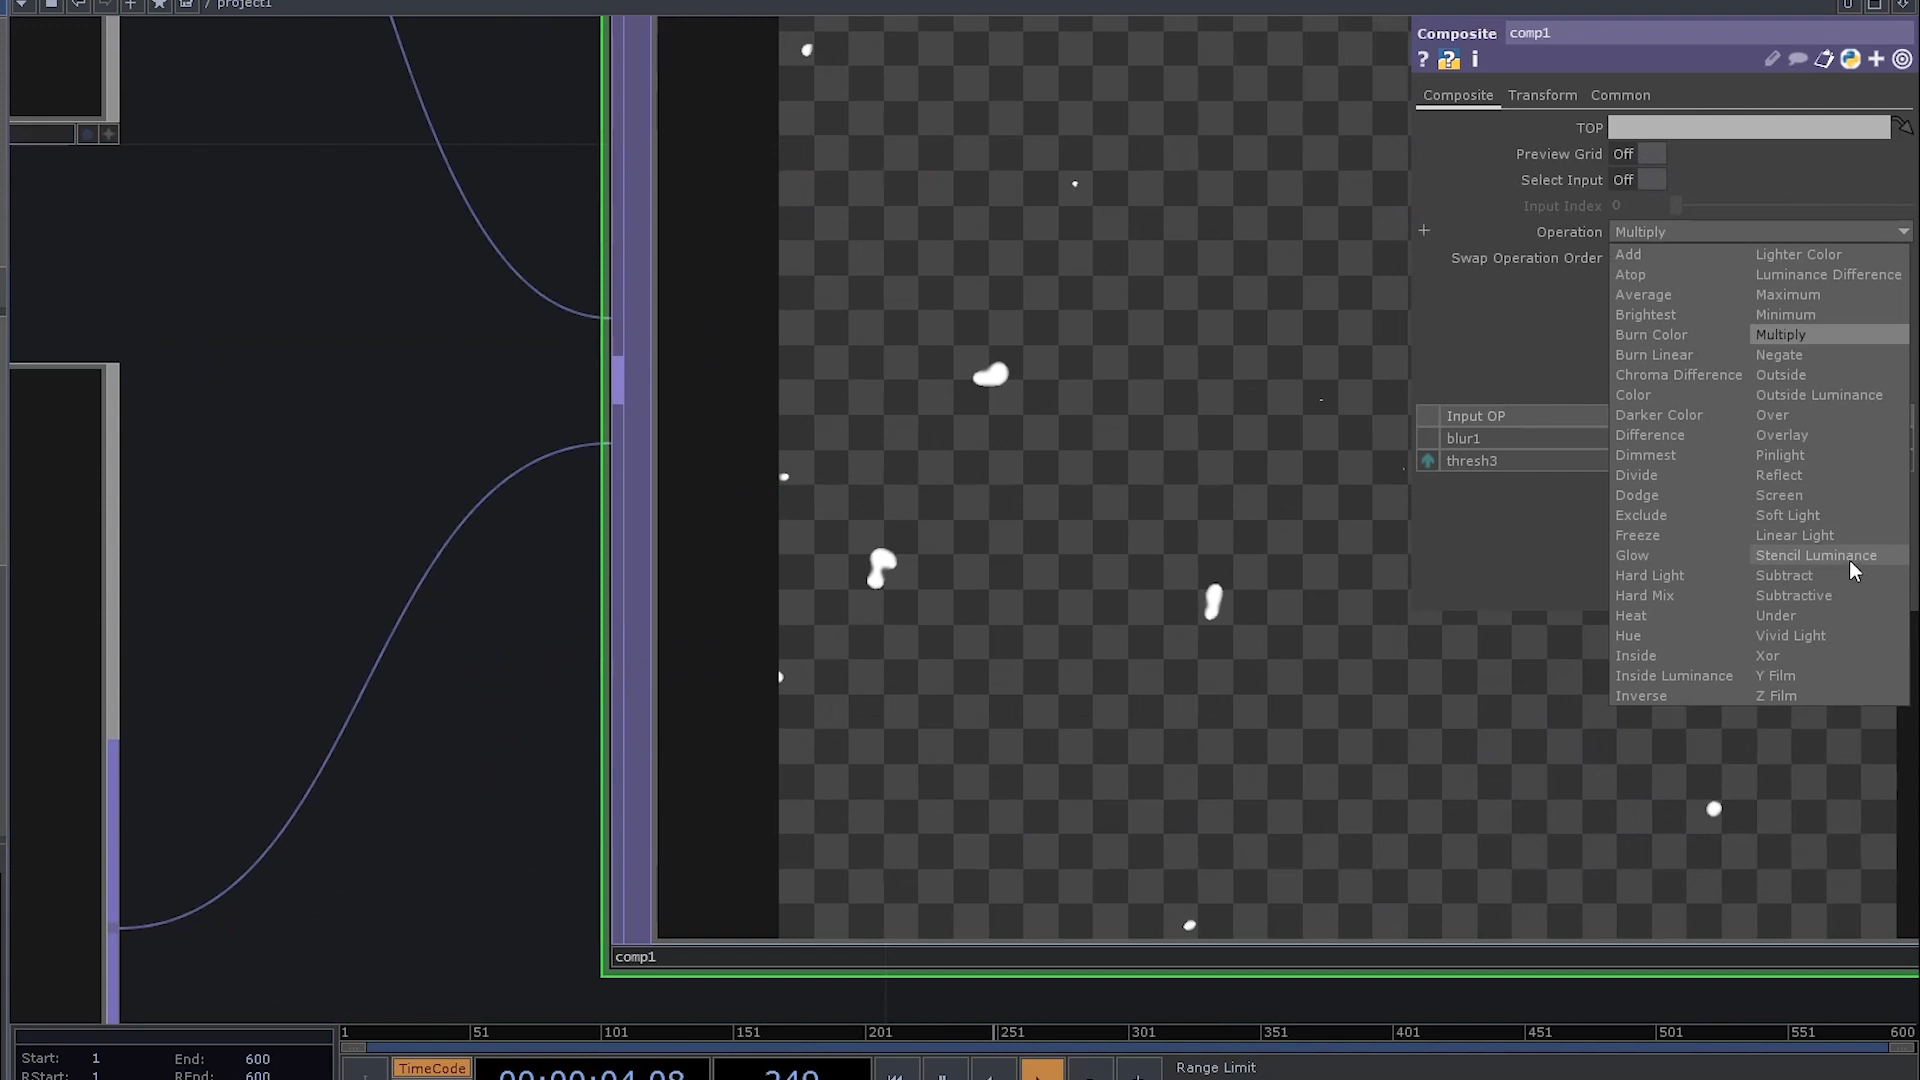 / project1
Composite comp1
? ? i
Composite Transform Common
TOP
Preview Grid Off
Select Input Off
Input Index 0
+ Operation Multiply
Swap Operation Order
Add
Atop
Average
Brightest
Burn Color
Burn Linear
Chroma Difference
Color
Darker Color
Difference
Dimmest
Divide
Dodge
Exclude
Freeze
Glow
Hard Light
Hard Mix
Heat
Hue
Inside
Inside Luminance
Inverse
Lighter Color
Luminance Difference
Maximum
Minimum
Multiply
Negate
Outside
Outside Luminance
Over
Overlay
Pinlight
Reflect
Screen
Soft Light
Linear Light
Stencil Luminance
Subtract
Subtractive
Under
Vivid Light
Xor
Y Film
Z Film
Input OP
blur1
thresh3
comp1
1 51 101 151 201 251 301 351 401 451 501 551 600
Start: 1 End: 600
RStart: 1 REnd: 600
TimeCode
00:00:04.08
249
Range Limit